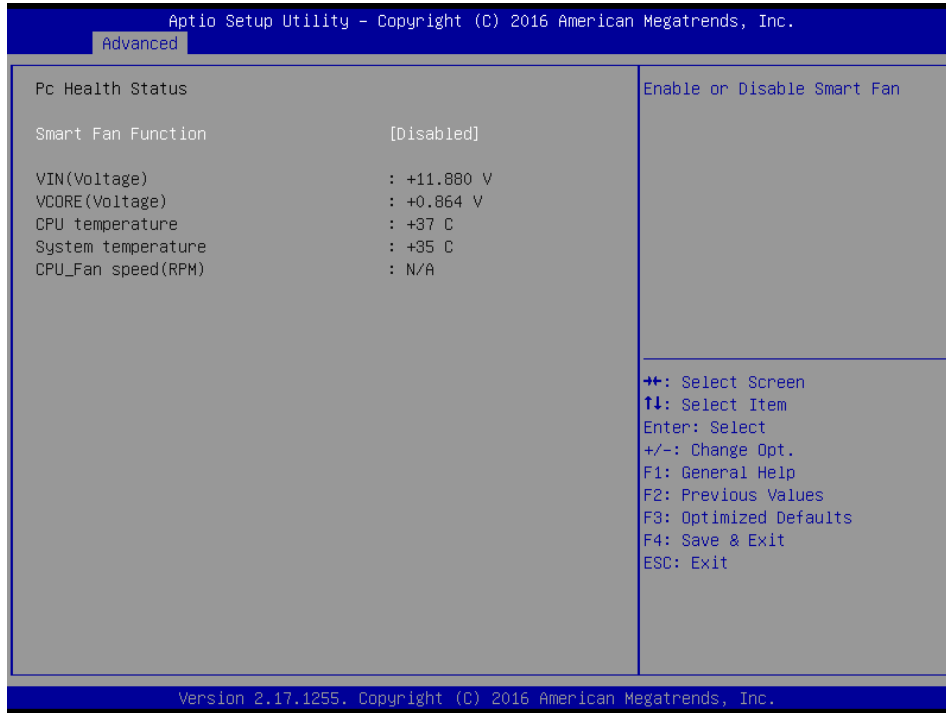 Aptio Setup Utility – Copyright (C) 2016 American Megatrends, Inc.
Advanced
Pc Health Status
Smart Fan Function [Disabled]
VIN(Voltage) : +11.880 V
VCORE(Voltage) : +0.864 V
CPU temperature : +37 C
System temperature : +35 C
CPU_Fan speed(RPM) : N/A
Enable or Disable Smart Fan
→←: Select Screen
↑↓: Select Item
Enter: Select
+/-: Change Opt.
F1: General Help
F2: Previous Values
F3: Optimized Defaults
F4: Save & Exit
ESC: Exit
Version 2.17.1255. Copyright (C) 2016 American Megatrends, Inc.